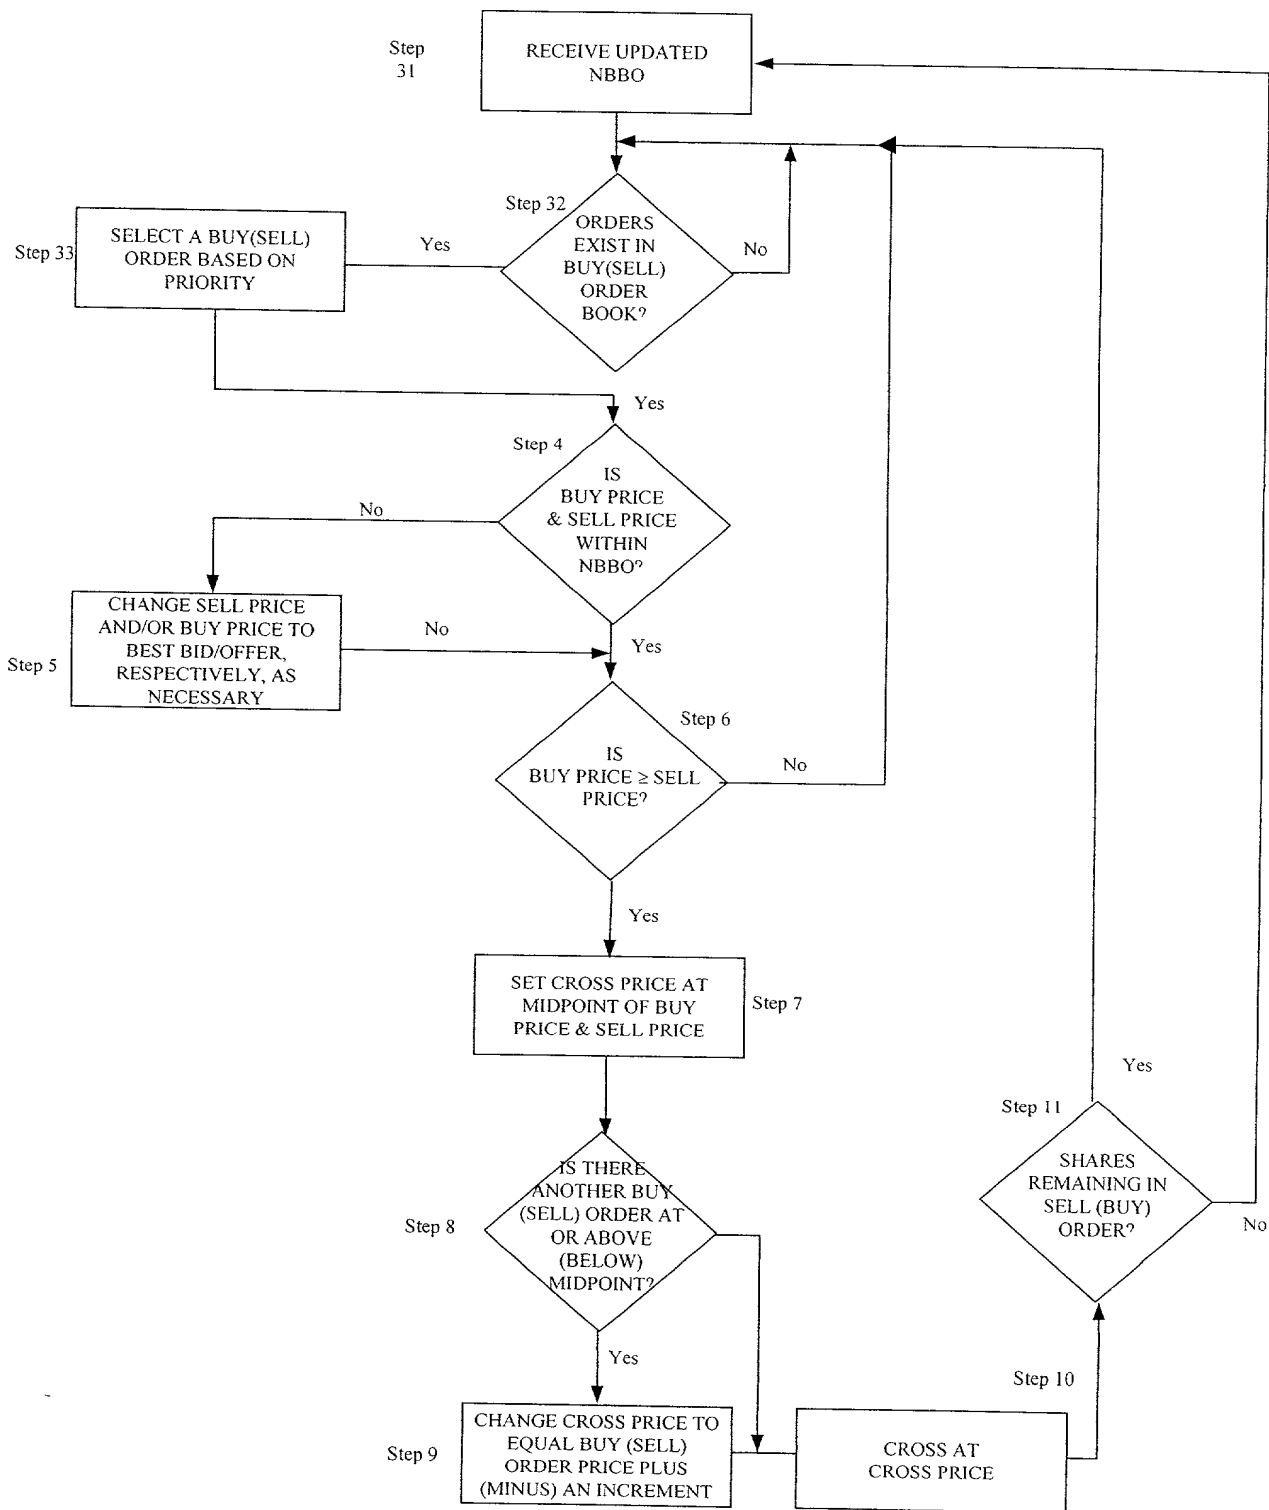 Step
31
RECEIVE UPDATED
NBBO
Step 32
ORDERS
EXIST IN
BUY(SELL)
ORDER
BOOK?
No
Yes
Step 33
SELECT A BUY(SELL)
ORDER BASED ON
PRIORITY
Yes
Step 4
IS
BUY PRICE
& SELL PRICE
WITHIN
NBBO?
No
Step 5
CHANGE SELL PRICE
AND/OR BUY PRICE TO
BEST BID/OFFER,
RESPECTIVELY, AS
NECESSARY
No
Yes
Step 6
IS
BUY PRICE ≥ SELL
PRICE?
No
Yes
SET CROSS PRICE AT
MIDPOINT OF BUY
PRICE & SELL PRICE
Step 7
Step 8
IS THERE
ANOTHER BUY
(SELL) ORDER AT
OR ABOVE
(BELOW)
MIDPOINT?
Yes
Step 9
CHANGE CROSS PRICE TO
EQUAL BUY (SELL)
ORDER PRICE PLUS
(MINUS) AN INCREMENT
Step 10
CROSS AT
CROSS PRICE
Step 11
SHARES
REMAINING IN
SELL (BUY)
ORDER?
Yes
No